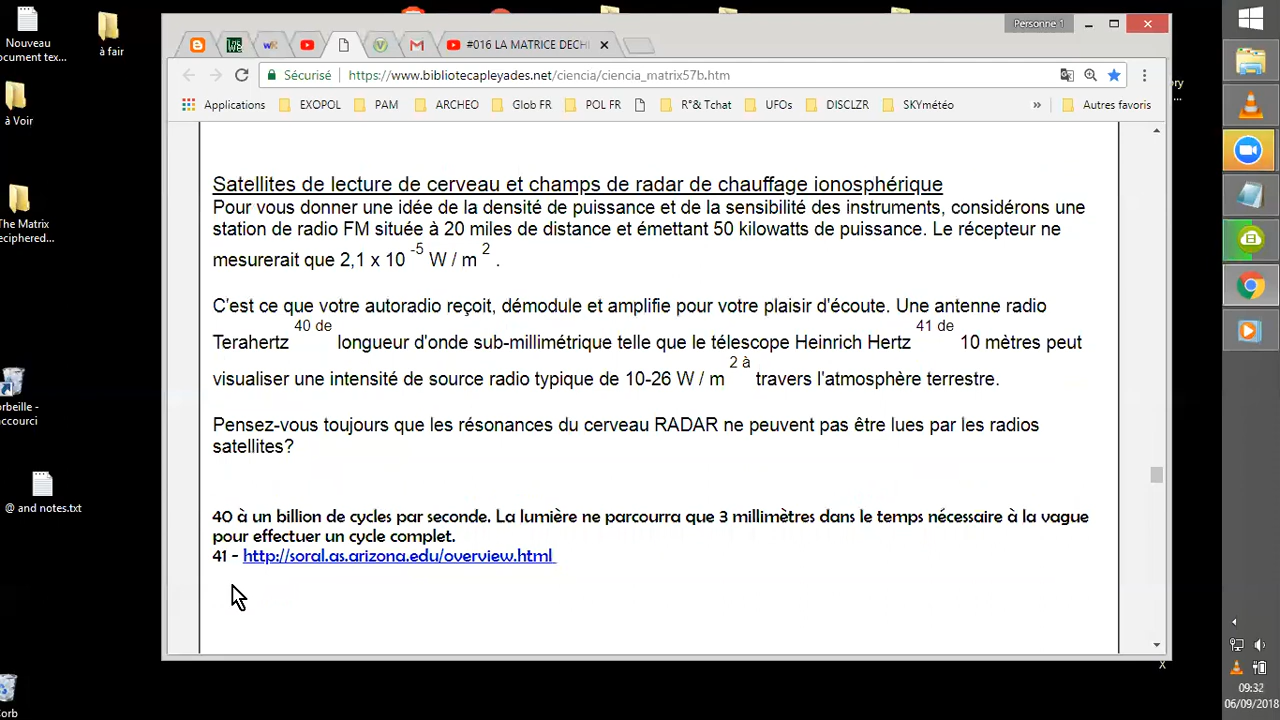 Nouveau
ocument tex...
à fair
à Voir
The Matrix
eciphered...
orbeille -
accourci
@ and notes.txt
Corb
Personne 1
#016 LA MATRICE DECHI
Sécurisé
https://www.bibliotecapleyades.net/ciencia/ciencia_matrix57b.htm
Applications EXOPOL PAM ARCHEO Glob FR POL FR R°& Tchat UFOs DISCLZR SKYmétéo » Autres favoris
Satellites de lecture de cerveau et champs de radar de chauffage ionosphérique
Pour vous donner une idée de la densité de puissance et de la sensibilité des instruments, considérons une
station de radio FM située à 20 miles de distance et émettant 50 kilowatts de puissance. Le récepteur ne
mesurerait que 2,1 x 10 -5 W / m 2 .
C'est ce que votre autoradio reçoit, démodule et amplifie pour votre plaisir d'écoute. Une antenne radio
Terahertz 40 de longueur d'onde sub-millimétrique telle que le télescope Heinrich Hertz 41 de 10 mètres peut
visualiser une intensité de source radio typique de 10-26 W / m 2 à travers l'atmosphère terrestre.
Pensez-vous toujours que les résonances du cerveau RADAR ne peuvent pas être lues par les radios
satellites?
40 à un billion de cycles par seconde. La lumière ne parcourra que 3 millimètres dans le temps nécessaire à la vague
pour effectuer un cycle complet.
41 - http://soral.as.arizona.edu/overview.html
ory
...
x
09:32
06/09/2018